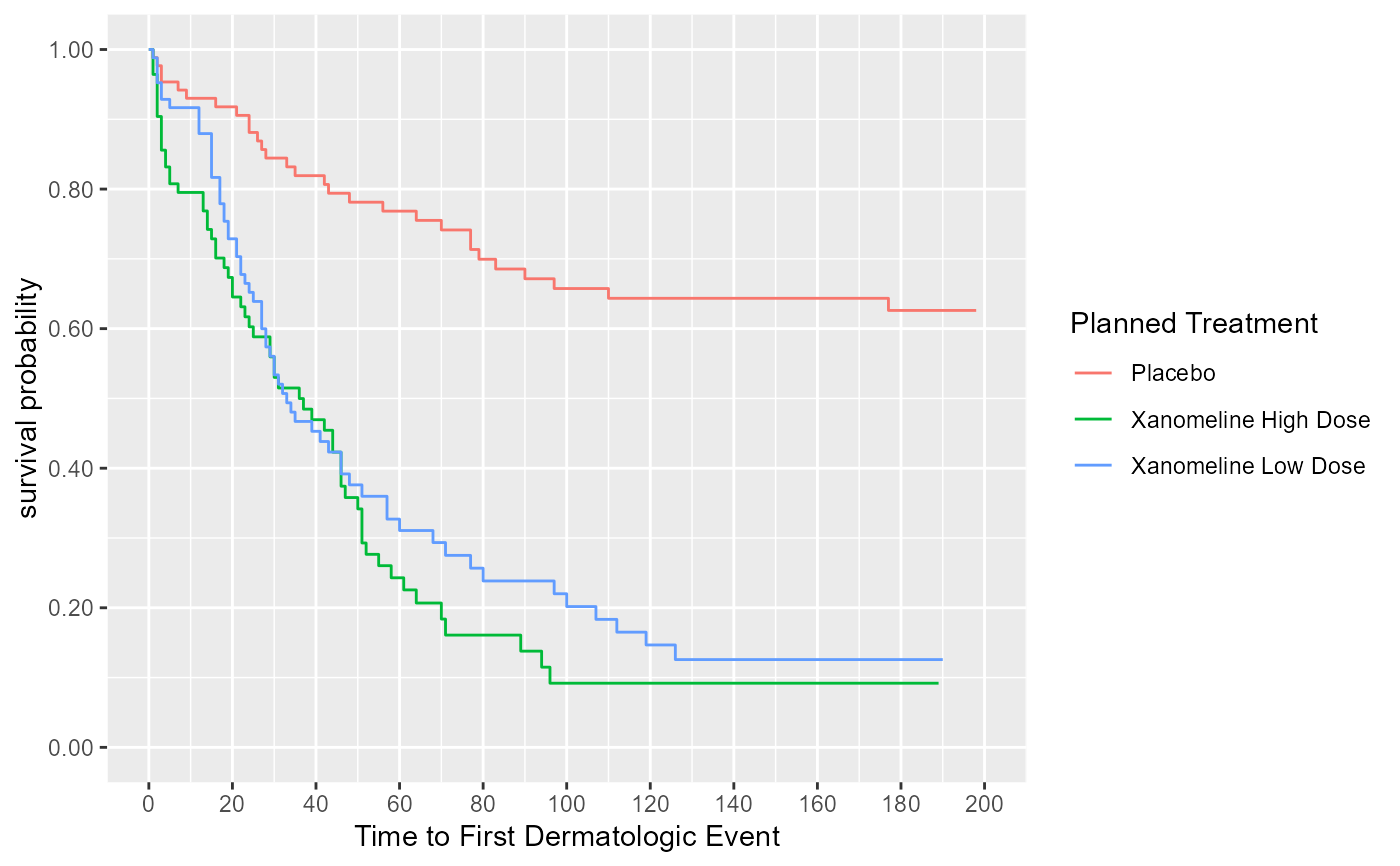 survival probability
1.00
0.80
0.60
0.40
0.20
0.00
0 20 40 60 80 100 120 140 160 180 200
Time to First Dermatologic Event
Planned Treatment
Placebo
Xanomeline High Dose
Xanomeline Low Dose